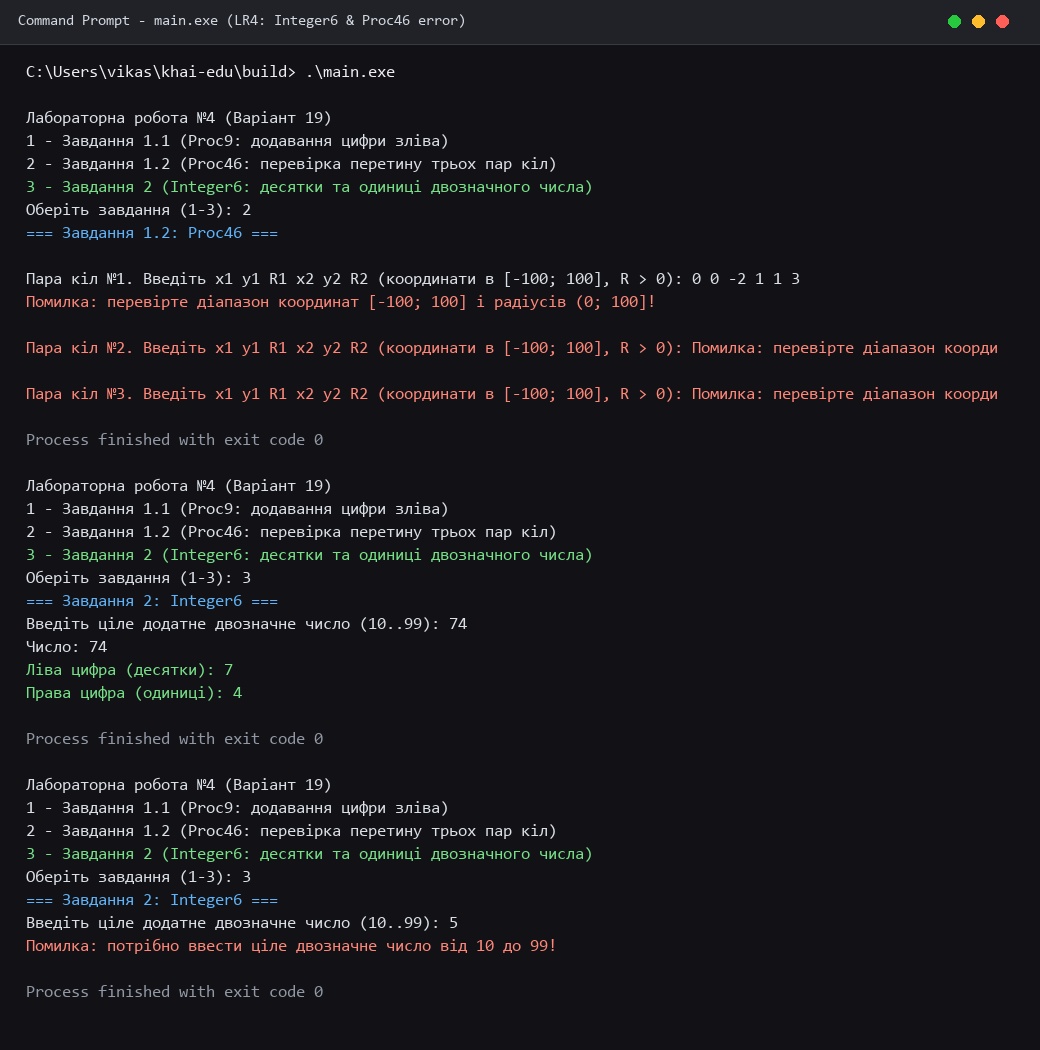 Command Prompt - main.exe (LR4: Integer6 & Proc46 error)
C:\Users\vikas\khai-edu\build> .\main.exe
Лабораторна робота №4 (Варіант 19)
1 - Завдання 1.1 (Proc9: додавання цифри зліва)
2 - Завдання 1.2 (Proc46: перевірка перетину трьох пар кіл)
3 - Завдання 2 (Integer6: десятки та одиниці двозначного числа)
Оберіть завдання (1-3): 2
=== Завдання 1.2: Proc46 ===
Пара кіл №1. Введіть x1 y1 R1 x2 y2 R2 (координати в [-100; 100], R > 0): 0 0 -2 1 1 3
Помилка: перевірте діапазон координат [-100; 100] і радіусів (0; 100]!
Пара кіл №2. Введіть x1 y1 R1 x2 y2 R2 (координати в [-100; 100], R > 0): Помилка: перевірте діапазон коорди
Пара кіл №3. Введіть x1 y1 R1 x2 y2 R2 (координати в [-100; 100], R > 0): Помилка: перевірте діапазон коорди
Process finished with exit code 0
Лабораторна робота №4 (Варіант 19)
1 - Завдання 1.1 (Proc9: додавання цифри зліва)
2 - Завдання 1.2 (Proc46: перевірка перетину трьох пар кіл)
3 - Завдання 2 (Integer6: десятки та одиниці двозначного числа)
Оберіть завдання (1-3): 3
=== Завдання 2: Integer6 ===
Введіть ціле додатне двозначне число (10..99): 74
Число: 74
Ліва цифра (десятки): 7
Права цифра (одиниці): 4
Process finished with exit code 0
Лабораторна робота №4 (Варіант 19)
1 - Завдання 1.1 (Proc9: додавання цифри зліва)
2 - Завдання 1.2 (Proc46: перевірка перетину трьох пар кіл)
3 - Завдання 2 (Integer6: десятки та одиниці двозначного числа)
Оберіть завдання (1-3): 3
=== Завдання 2: Integer6 ===
Введіть ціле додатне двозначне число (10..99): 5
Помилка: потрібно ввести ціле двозначне число від 10 до 99!
Process finished with exit code 0